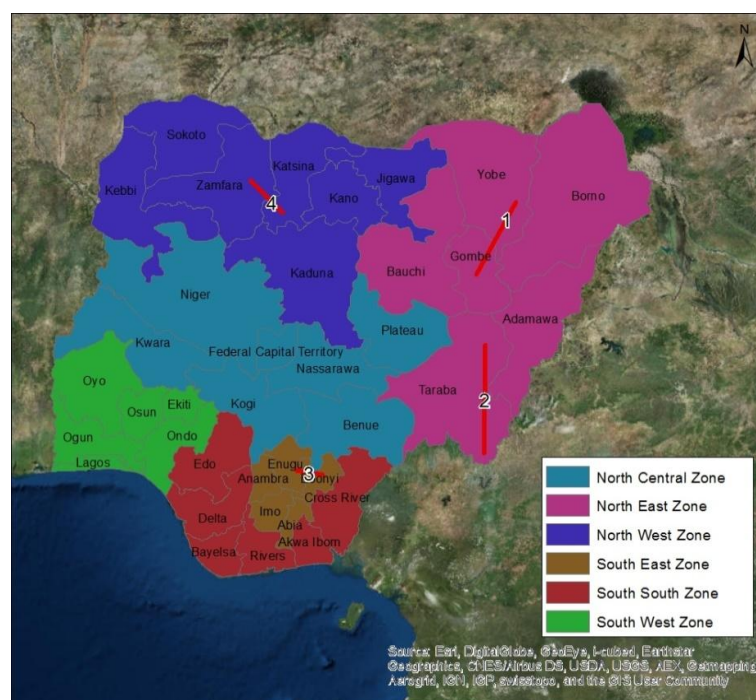 N
Sokoto
Katsina
Jigawa
Yobe
Kebbi
Zamfara
Kano
Borno
4
1
Gombe
Kaduna
Bauchi
Niger
Adamawa
Plateau
Kwara
Federal Capital Territory
Nassarawa
Oyo
Taraba
2
Ekiti
Kogi
Osun
Benue
Ogun
Ondo
Lagos
Edo
Enugu
3
Anambra
Cross River
Imo
Delta
Abia
Akwa Ibom
Bayelsa
Rivers
North Central Zone
North East Zone
North West Zone
South East Zone
South South Zone
South West Zone
Source: Esri, DigitalGlobe, GeoEye, i-cubed, Earthstar
Geographics, CNES/Airbus DS, USDA, USGS, AEX, Getmapping,
Aerogrid, IGN, IGP, swisstopo, and the GIS User Community